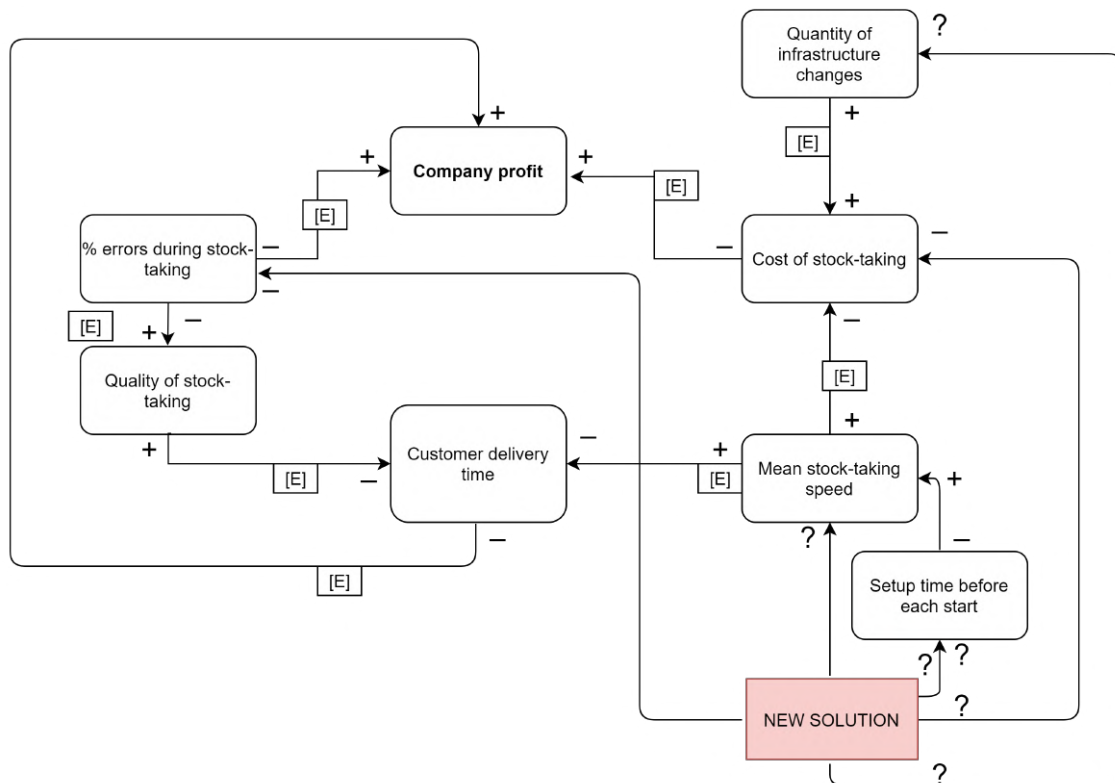 Quantity of
infrastructure
changes
?
+
[E]
+
+
Company profit
+
+
[E]
[E]
+
–
–
Cost of stock-taking
% errors during stock-
taking
–
–
[E]
+
–
–
[E]
+
Quality of stock-
taking
+
[E]
–
Customer delivery
time
–
–
+
[E]
Mean stock-taking
speed
+
?
–
Setup time before
each start
[E]
?
?
NEW SOLUTION
?
?